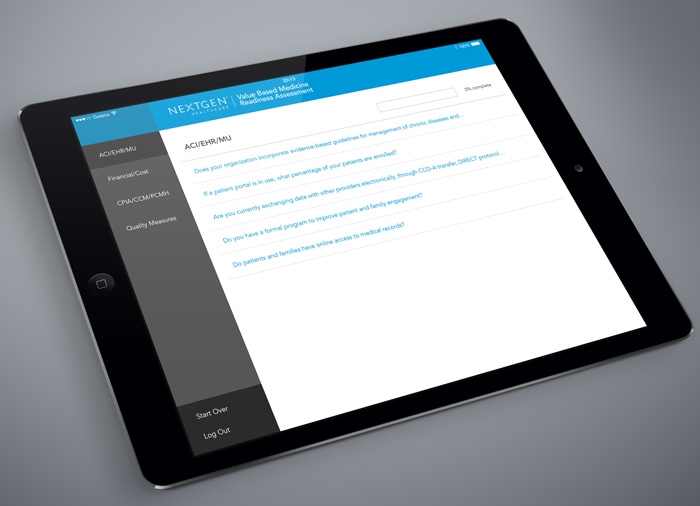 Gwens
20:13
100%
NEXTGEN
HEALTHCARE
Value Based Medicine
Readiness Assessment
0% complete
ACI/EHR/MU
Financial/Cost
CPIA/CCM/PCMH
Quality Measures
Start Over
Log Out
ACI/EHR/MU
Does your organization incorporate evidence-based guidelines for management of chronic diseases and...
If a patient portal is in use, what percentage of your patients are enrolled?
Are you currently exchanging data with other providers electronically, through CCD-A transfer, DIRECT protocol...
Do you have a formal program to improve patient and family engagement?
Do patients and families have online access to medical records?